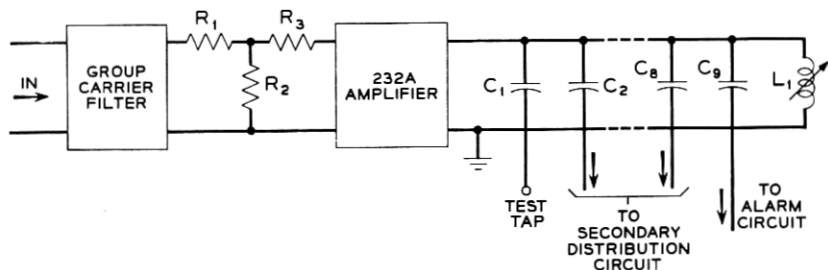 IN
GROUP
CARRIER
FILTER
R1
R2
R3
232A
AMPLIFIER
C1
C2
C8
C9
L1
TEST
TAP
TO
SECONDARY
DISTRIBUTION
CIRCUIT
TO
ALARM
CIRCUIT